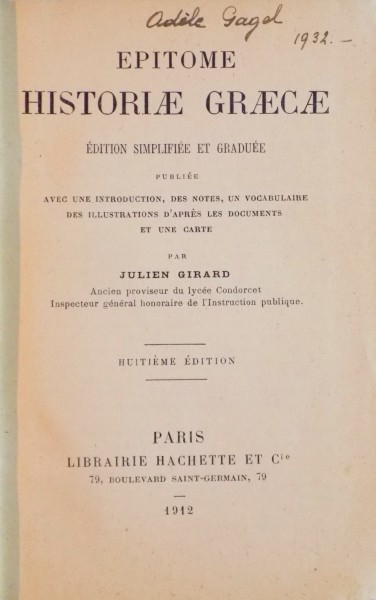 Adèle Gagel
1932.–
EPITOME
HISTORIÆ GRÆCÆ
ÉDITION SIMPLIFIÉE ET GRADUÉE
PUBLIÉE
AVEC UNE INTRODUCTION, DES NOTES, UN VOCABULAIRE
DES ILLUSTRATIONS D'APRÈS LES DOCUMENTS
ET UNE CARTE
PAR
JULIEN GIRARD
Ancien proviseur du lycée Condorcet
Inspecteur général honoraire de l'Instruction publique.
HUITIÈME ÉDITION
PARIS
LIBRAIRIE HACHETTE ET Cie
79, BOULEVARD SAINT-GERMAIN, 79
1912